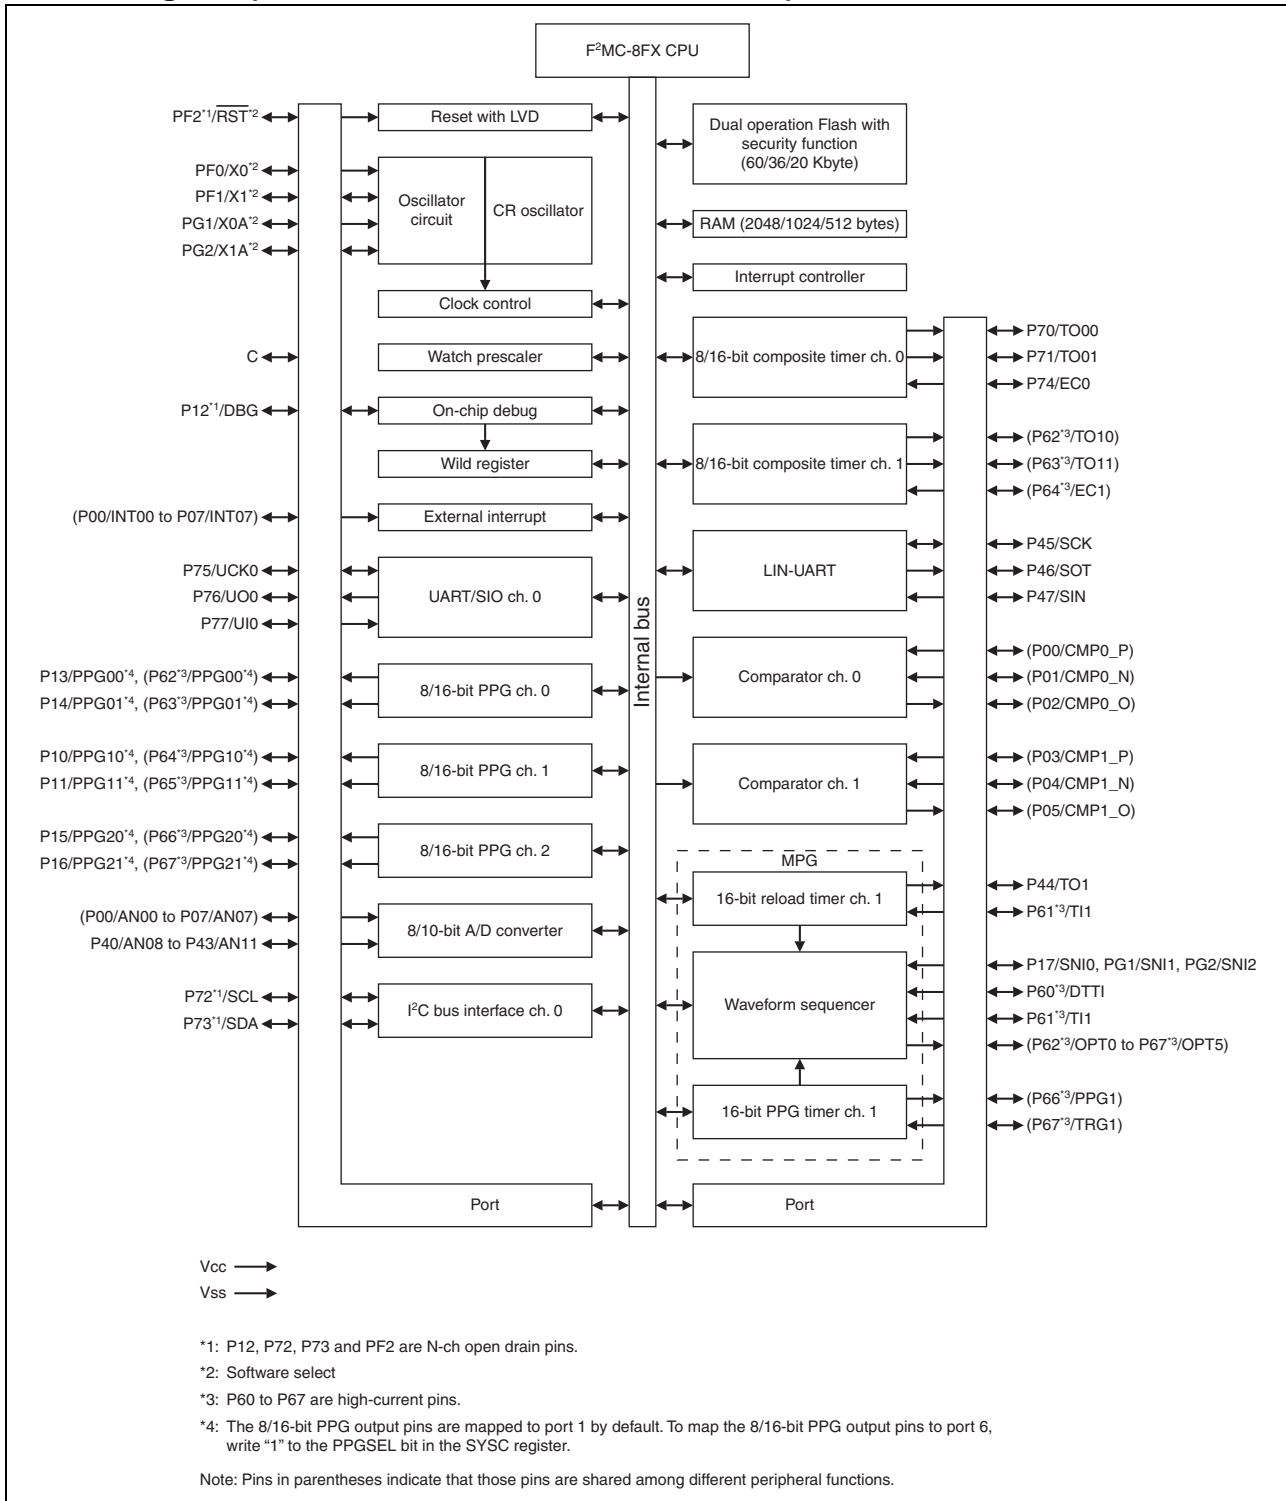 F²MC-8FX CPU
PF2*1/RST*2
Reset with LVD
Dual operation Flash with
security function
(60/36/20 Kbyte)
PF0/X0*2
PF1/X1*2
PG1/X0A*2
PG2/X1A*2
Oscillator
circuit
CR oscillator
RAM (2048/1024/512 bytes)
Interrupt controller
Clock control
C
Watch prescaler
8/16-bit composite timer ch. 0
P70/TO00
P71/TO01
P74/EC0
P12*1/DBG
On-chip debug
Wild register
8/16-bit composite timer ch. 1
(P62*3/TO10)
(P63*3/TO11)
(P64*3/EC1)
(P00/INT00 to P07/INT07)
External interrupt
P75/UCK0
P76/UO0
P77/UI0
UART/SIO ch. 0
Internal bus
LIN-UART
P45/SCK
P46/SOT
P47/SIN
P13/PPG00*4, (P62*3/PPG00*4)
P14/PPG01*4, (P63*3/PPG01*4)
8/16-bit PPG ch. 0
Comparator ch. 0
(P00/CMP0_P)
(P01/CMP0_N)
(P02/CMP0_O)
P10/PPG10*4, (P64*3/PPG10*4)
P11/PPG11*4, (P65*3/PPG11*4)
8/16-bit PPG ch. 1
Comparator ch. 1
(P03/CMP1_P)
(P04/CMP1_N)
(P05/CMP1_O)
P15/PPG20*4, (P66*3/PPG20*4)
P16/PPG21*4, (P67*3/PPG21*4)
8/16-bit PPG ch. 2
MPG
16-bit reload timer ch. 1
P44/TO1
P61*3/TI1
(P00/AN00 to P07/AN07)
P40/AN08 to P43/AN11
8/10-bit A/D converter
Waveform sequencer
P17/SNI0, PG1/SNI1, PG2/SNI2
P60*3/DTTI
P61*3/TI1
(P62*3/OPT0 to P67*3/OPT5)
P72*1/SCL
P73*1/SDA
I²C bus interface ch. 0
16-bit PPG timer ch. 1
(P66*3/PPG1)
(P67*3/TRG1)
Port
Port
Vcc
Vss
*1: P12, P72, P73 and PF2 are N-ch open drain pins.
*2: Software select
*3: P60 to P67 are high-current pins.
*4: The 8/16-bit PPG output pins are mapped to port 1 by default. To map the 8/16-bit PPG output pins to port 6,
write “1” to the PPGSEL bit in the SYSC register.
Note: Pins in parentheses indicate that those pins are shared among different peripheral functions.